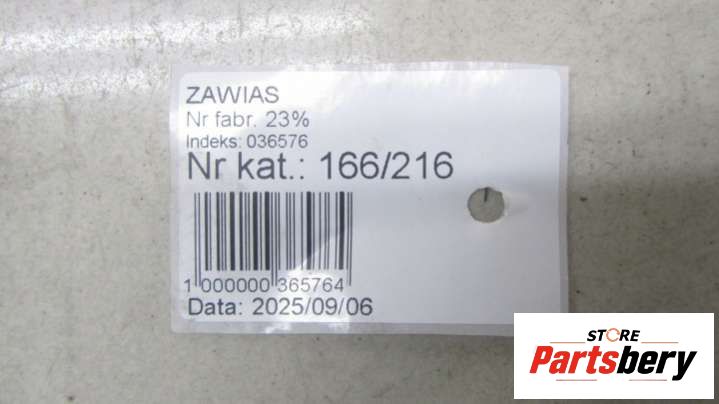 ZAWIAS
Nr fabr. 23%
Indeks: 036576
Nr kat.: 166/216
1 000000 365764
Data: 2025/09/06
STORE
Partsbery